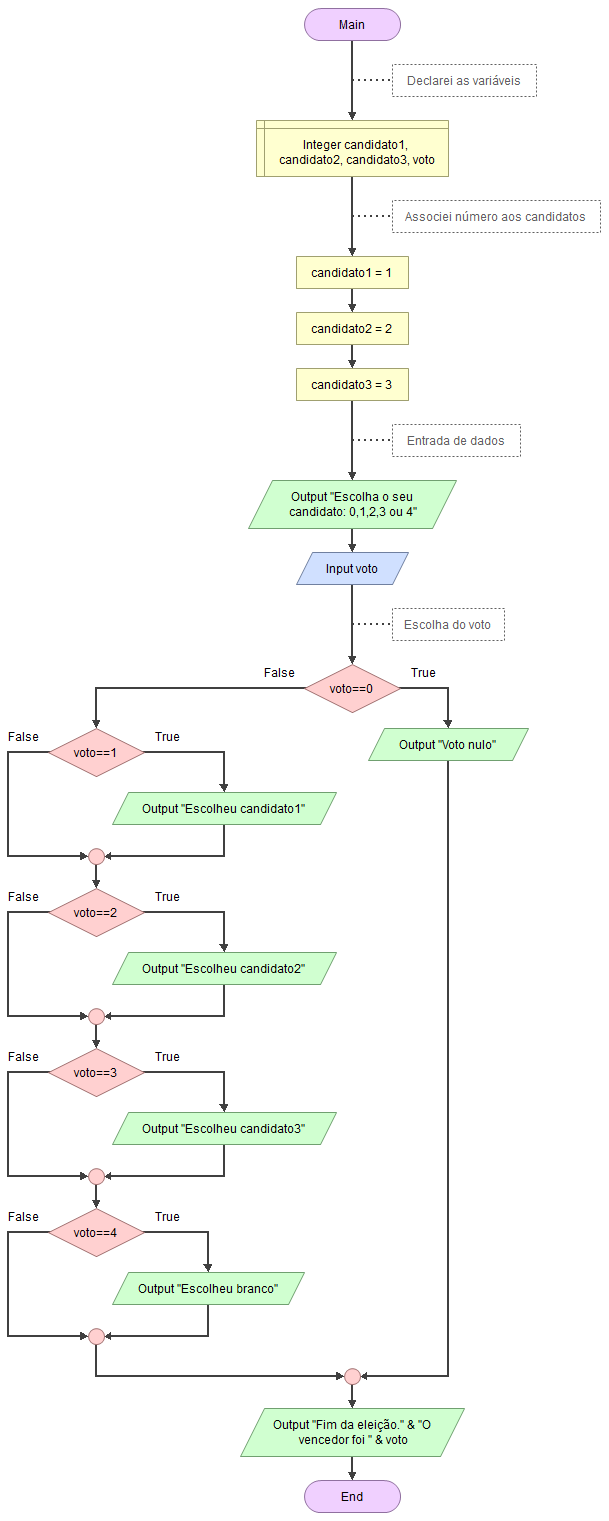 Main
Declarei as variáveis
Integer candidato1,
candidato2, candidato3, voto
Associei número aos candidatos
candidato1 = 1
candidato2 = 2
candidato3 = 3
Entrada de dados
Output "Escolha o seu
candidato: 0,1,2,3 ou 4"
Input voto
Escolha do voto
False
True
voto==0
False
True
voto==1
Output "Voto nulo"
Output "Escolheu candidato1"
False
True
voto==2
Output "Escolheu candidato2"
False
True
voto==3
Output "Escolheu candidato3"
False
True
voto==4
Output "Escolheu branco"
Output "Fim da eleição." & "O
vencedor foi " & voto
End